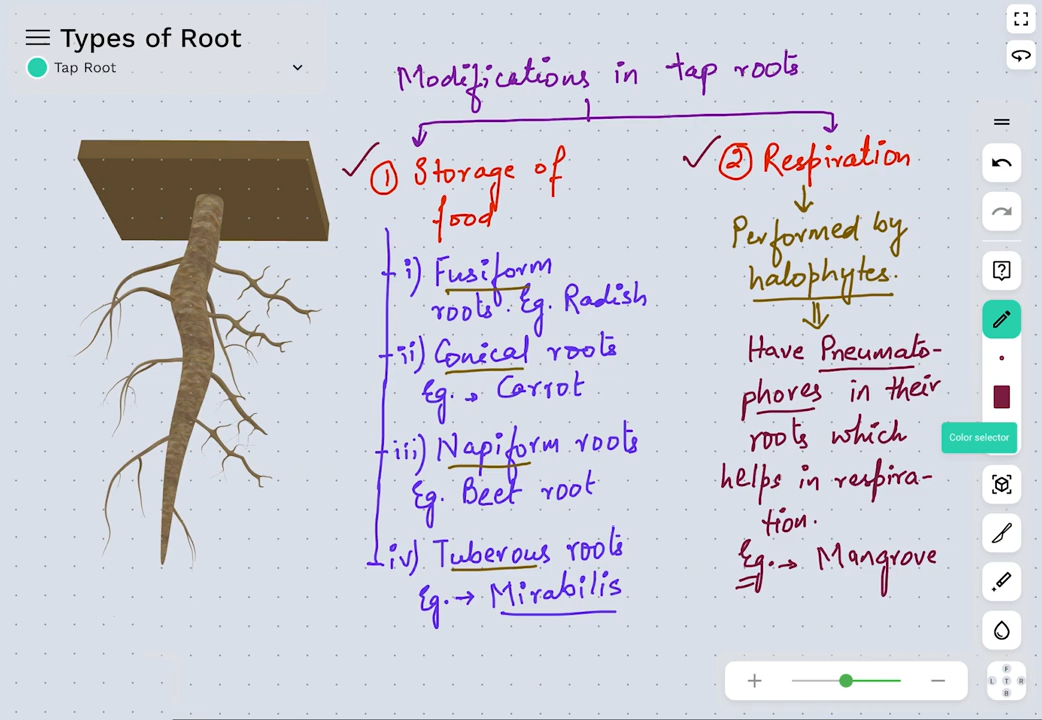 Types of Root
Tap Root
Modifications in tap roots
① Storage of
food
i) Fusiform
roots. Eg. Radish
ii) Conical roots
Eg. → Carrot
iii) Napiform roots
Eg. Beet root
iv) Tuberous roots
Eg. → Mirabilis
② Respiration
Performed by
halophytes.
Have Pneumato-
phores in their
roots which
helps in respira-
tion.
Eg. → Mangrove
Color selector
F
L T R
B